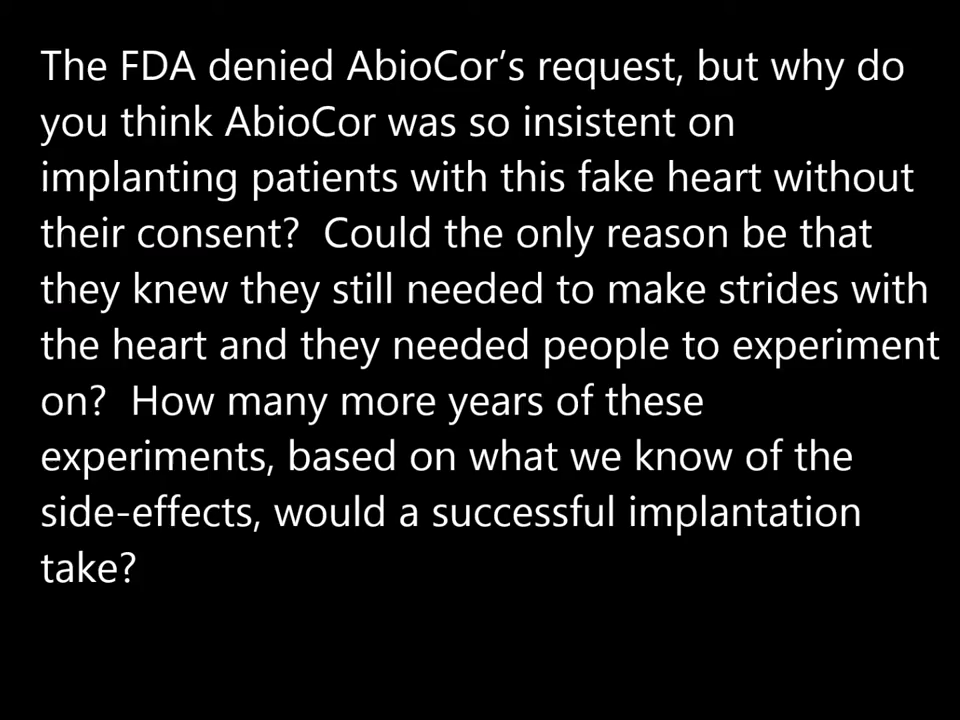 The FDA denied AbioCor’s request, but why do
you think AbioCor was so insistent on
implanting patients with this fake heart without
their consent?  Could the only reason be that
they knew they still needed to make strides with
the heart and they needed people to experiment
on?  How many more years of these
experiments, based on what we know of the
side-effects, would a successful implantation
take?